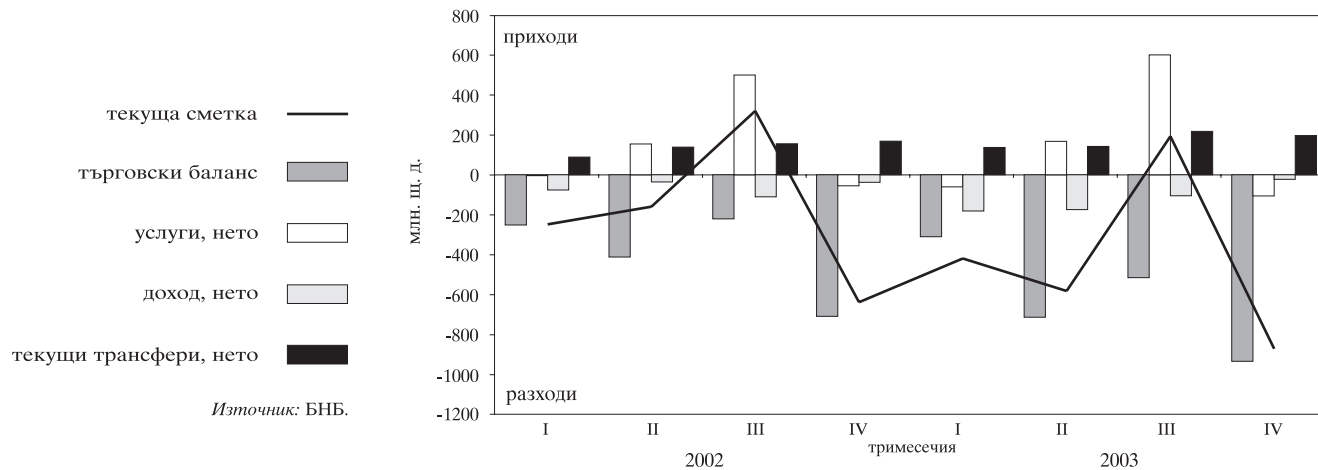 текуща сметка
търговски баланс
услуги, нето
доход, нето
текущи трансфери, нето
Източник: БНБ.
млн. щ. д.
800
600
400
200
0
-200
-400
-600
-800
-1000
-1200
приходи
разходи
I II III IV I II III IV
тримесечия
2002 2003